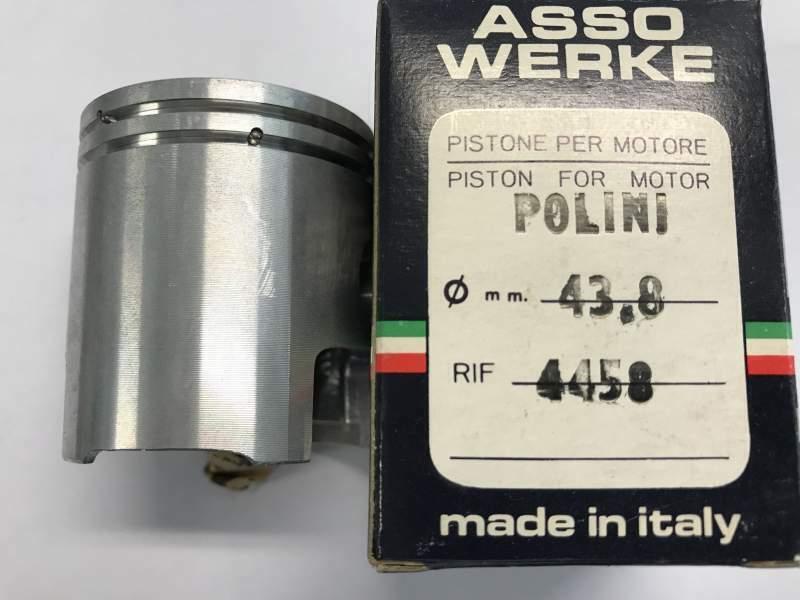 ASSO
WERKE
PISTONE PER MOTORE
PISTON FOR MOTOR
POLINI
Ø mm. 43,8
RIF 4458
made in italy